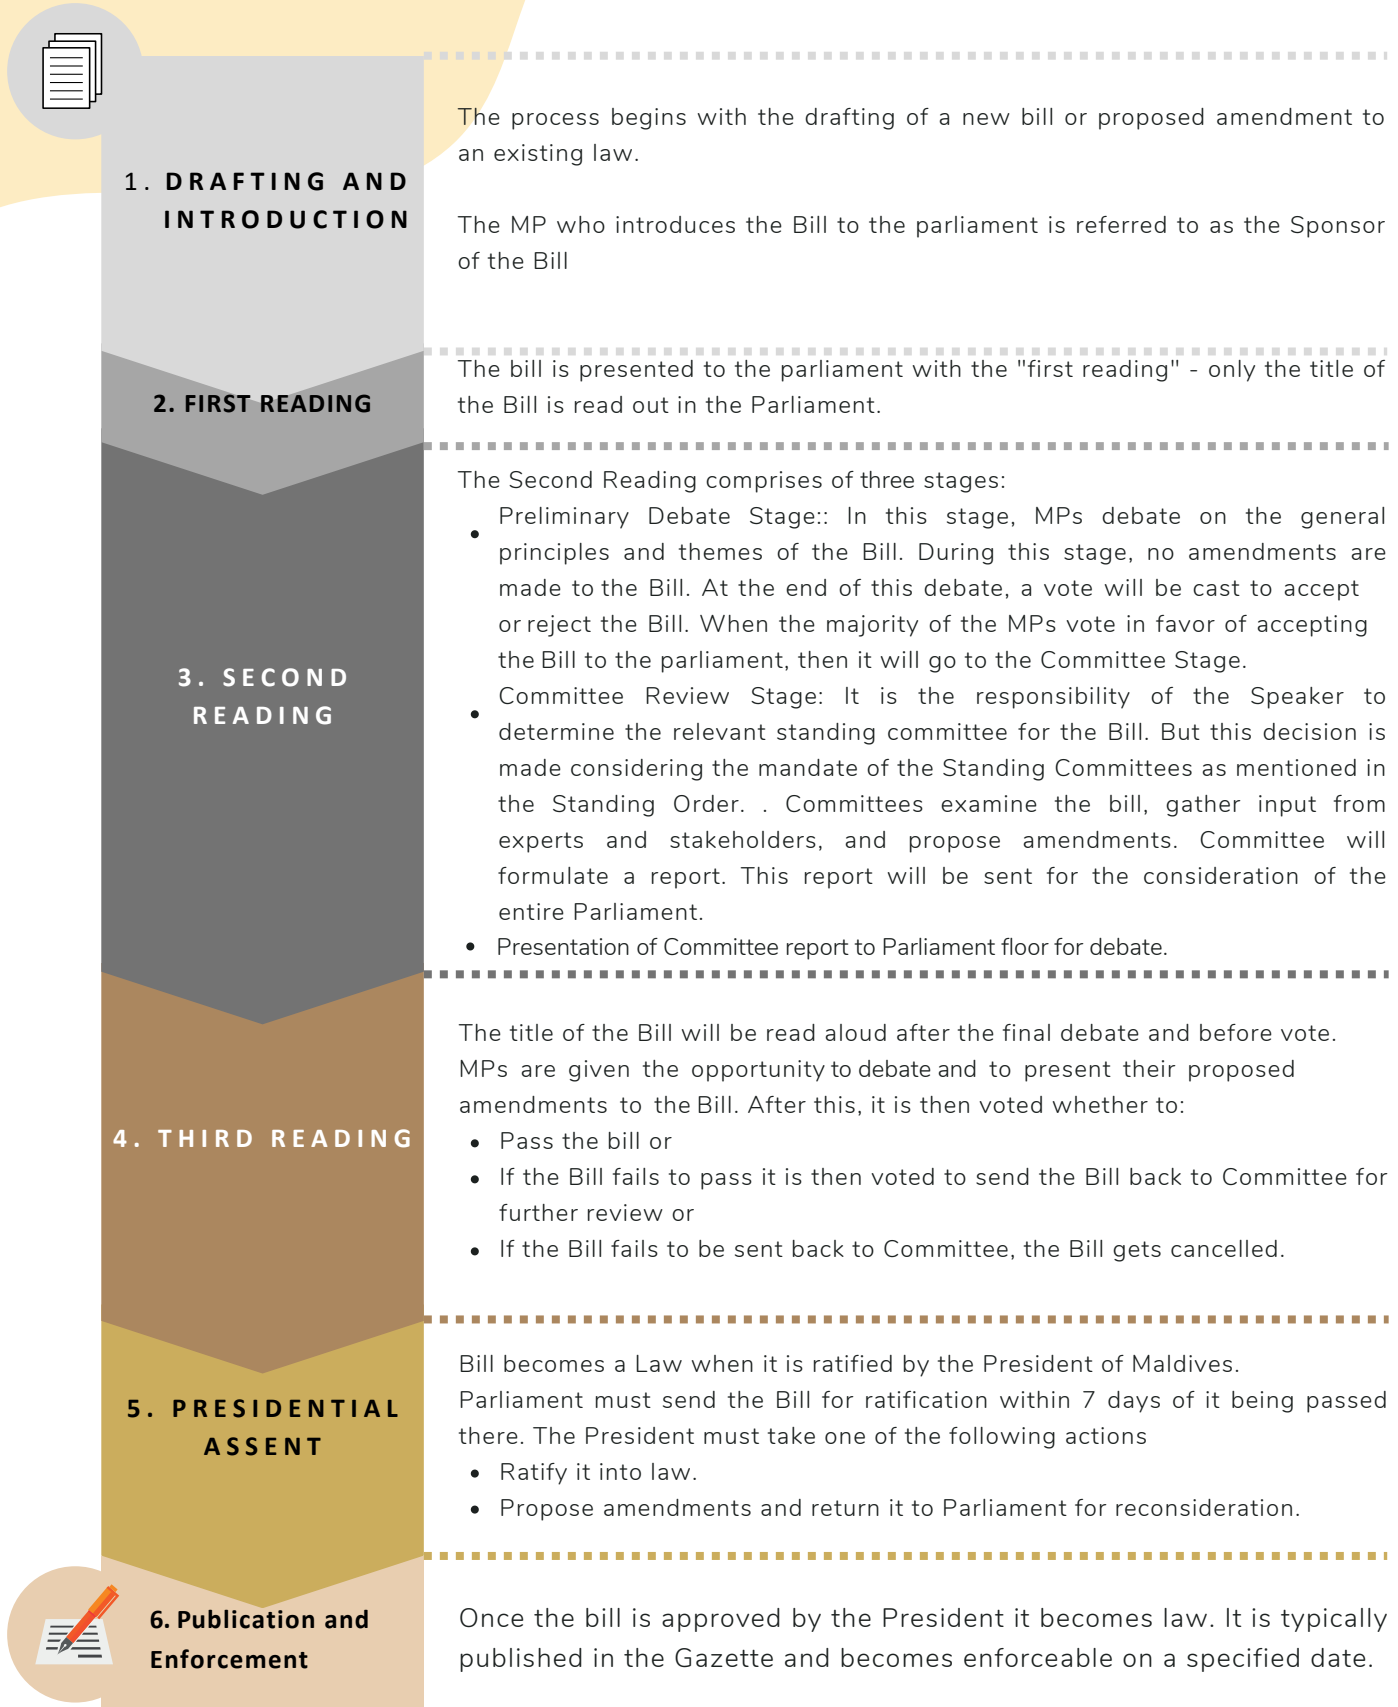 1. DRAFTING AND
INTRODUCTION
The process begins with the drafting of a new bill or proposed amendment to
an existing law.
The MP who introduces the Bill to the parliament is referred to as the Sponsor
of the Bill
2. FIRST READING
The bill is presented to the parliament with the "first reading" - only the title of
the Bill is read out in the Parliament.
3. SECOND
READING
The Second Reading comprises of three stages:
• Preliminary Debate Stage:: In this stage, MPs debate on the general
principles and themes of the Bill. During this stage, no amendments are
made to the Bill. At the end of this debate, a vote will be cast to accept
or reject the Bill. When the majority of the MPs vote in favor of accepting
the Bill to the parliament, then it will go to the Committee Stage.
• Committee Review Stage: It is the responsibility of the Speaker to
determine the relevant standing committee for the Bill. But this decision is
made considering the mandate of the Standing Committees as mentioned in
the Standing Order. . Committees examine the bill, gather input from
experts and stakeholders, and propose amendments. Committee will
formulate a report. This report will be sent for the consideration of the
entire Parliament.
• Presentation of Committee report to Parliament floor for debate.
4. THIRD READING
The title of the Bill will be read aloud after the final debate and before vote.
MPs are given the opportunity to debate and to present their proposed
amendments to the Bill. After this, it is then voted whether to:
• Pass the bill or
• If the Bill fails to pass it is then voted to send the Bill back to Committee for
further review or
• If the Bill fails to be sent back to Committee, the Bill gets cancelled.
5. PRESIDENTIAL
ASSENT
Bill becomes a Law when it is ratified by the President of Maldives.
Parliament must send the Bill for ratification within 7 days of it being passed
there. The President must take one of the following actions
• Ratify it into law.
• Propose amendments and return it to Parliament for reconsideration.
6. Publication and
Enforcement
Once the bill is approved by the President it becomes law. It is typically
published in the Gazette and becomes enforceable on a specified date.